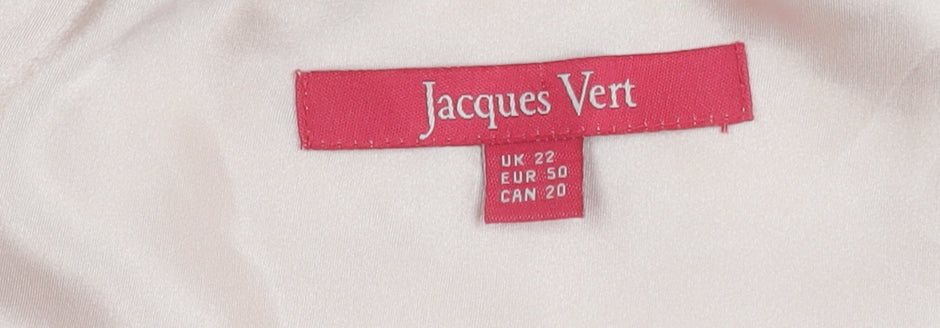 Jacques Vert
UK 22
EUR 50
CAN 20